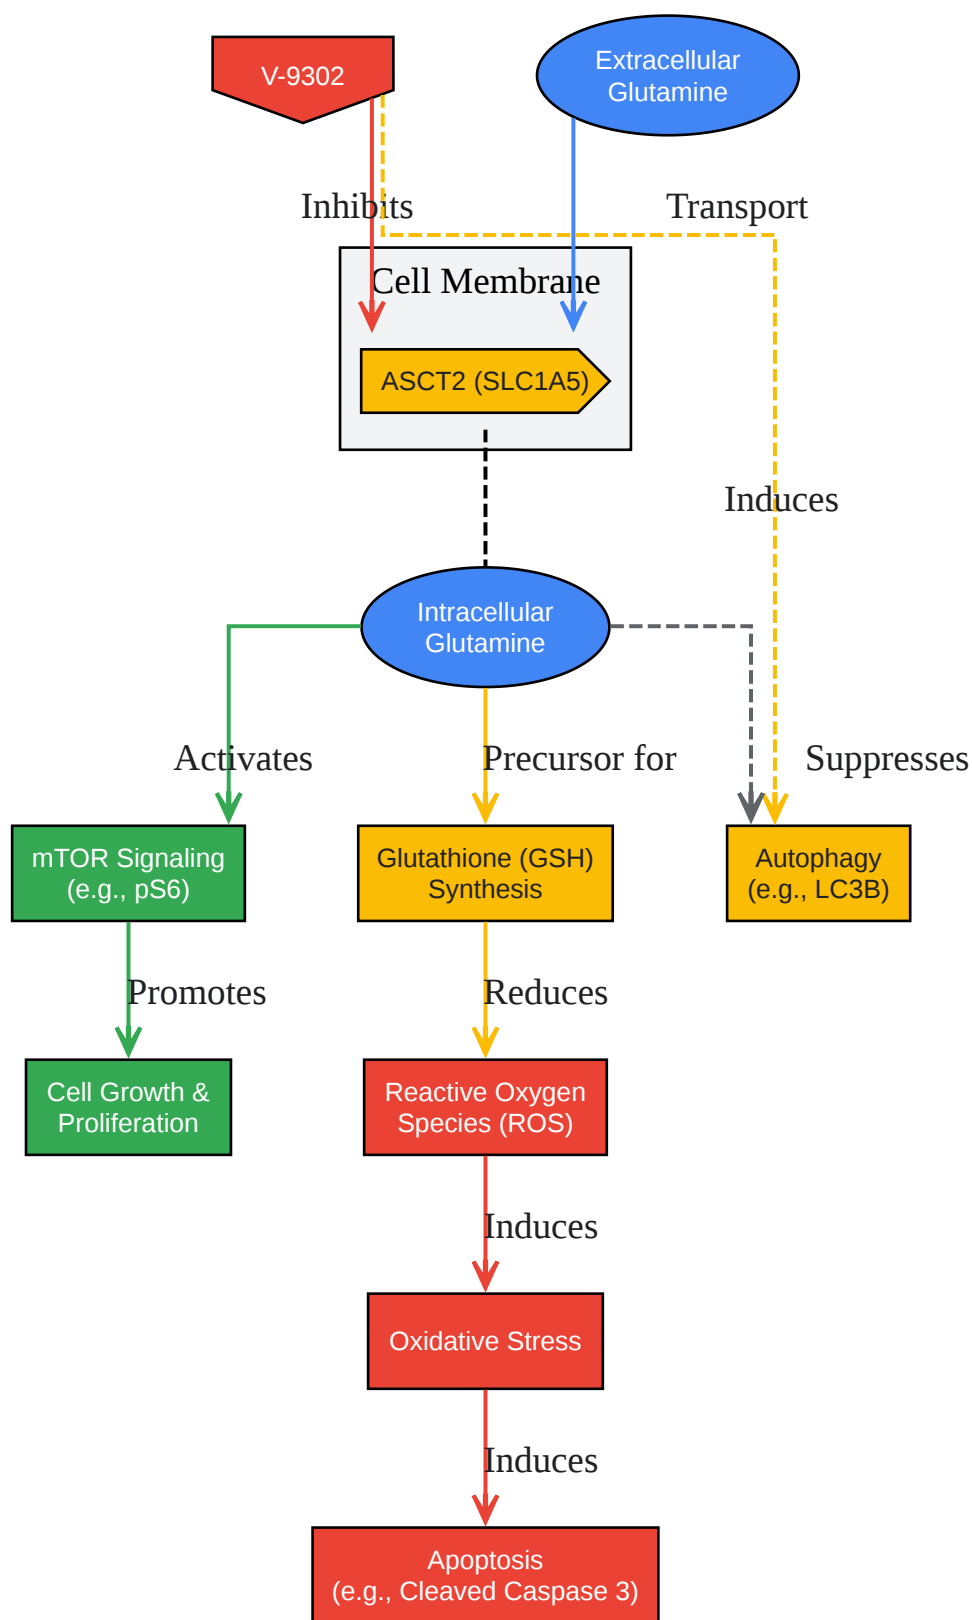 V-9302
Extracellular
Glutamine
Inhibits
Transport
Cell Membrane
ASCT2 (SLC1A5)
Induces
Intracellular
Glutamine
Activates
Precursor for
Suppresses
mTOR Signaling
(e.g., pS6)
Glutathione (GSH)
Synthesis
Autophagy
(e.g., LC3B)
Promotes
Reduces
Cell Growth &
Proliferation
Reactive Oxygen
Species (ROS)
Induces
Oxidative Stress
Induces
Apoptosis
(e.g., Cleaved Caspase 3)